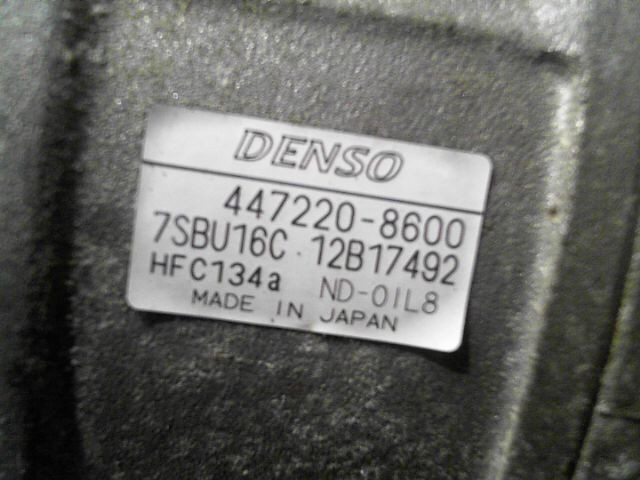 DENSO
447220-8600
7SBU16C 12B17492
HFC134a ND-OIL8
MADE IN JAPAN